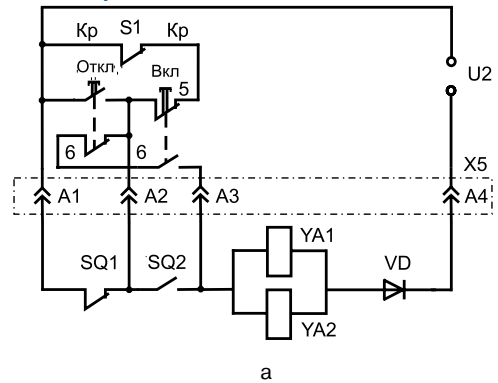 Кр S1 Кр
Откл. Вкл
5
U2
6 6
X5
A1 A2 A3 A4
SQ1 SQ2 YA1
VD
YA2
а